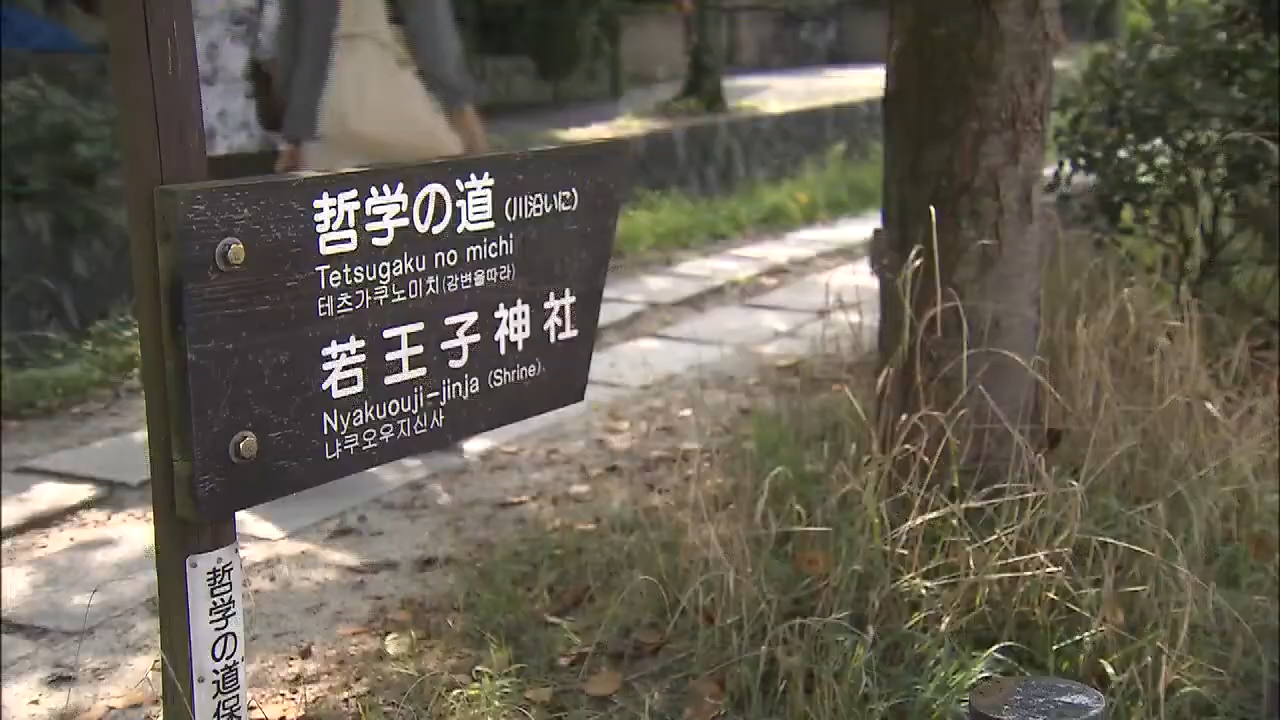 哲学の道(川沿いに)
Tetsugaku no michi
테츠가쿠노미치(강변을따라)
若王子神社
Nyakuouji-jinja (Shrine)
냐쿠오우지신사
哲学の道保